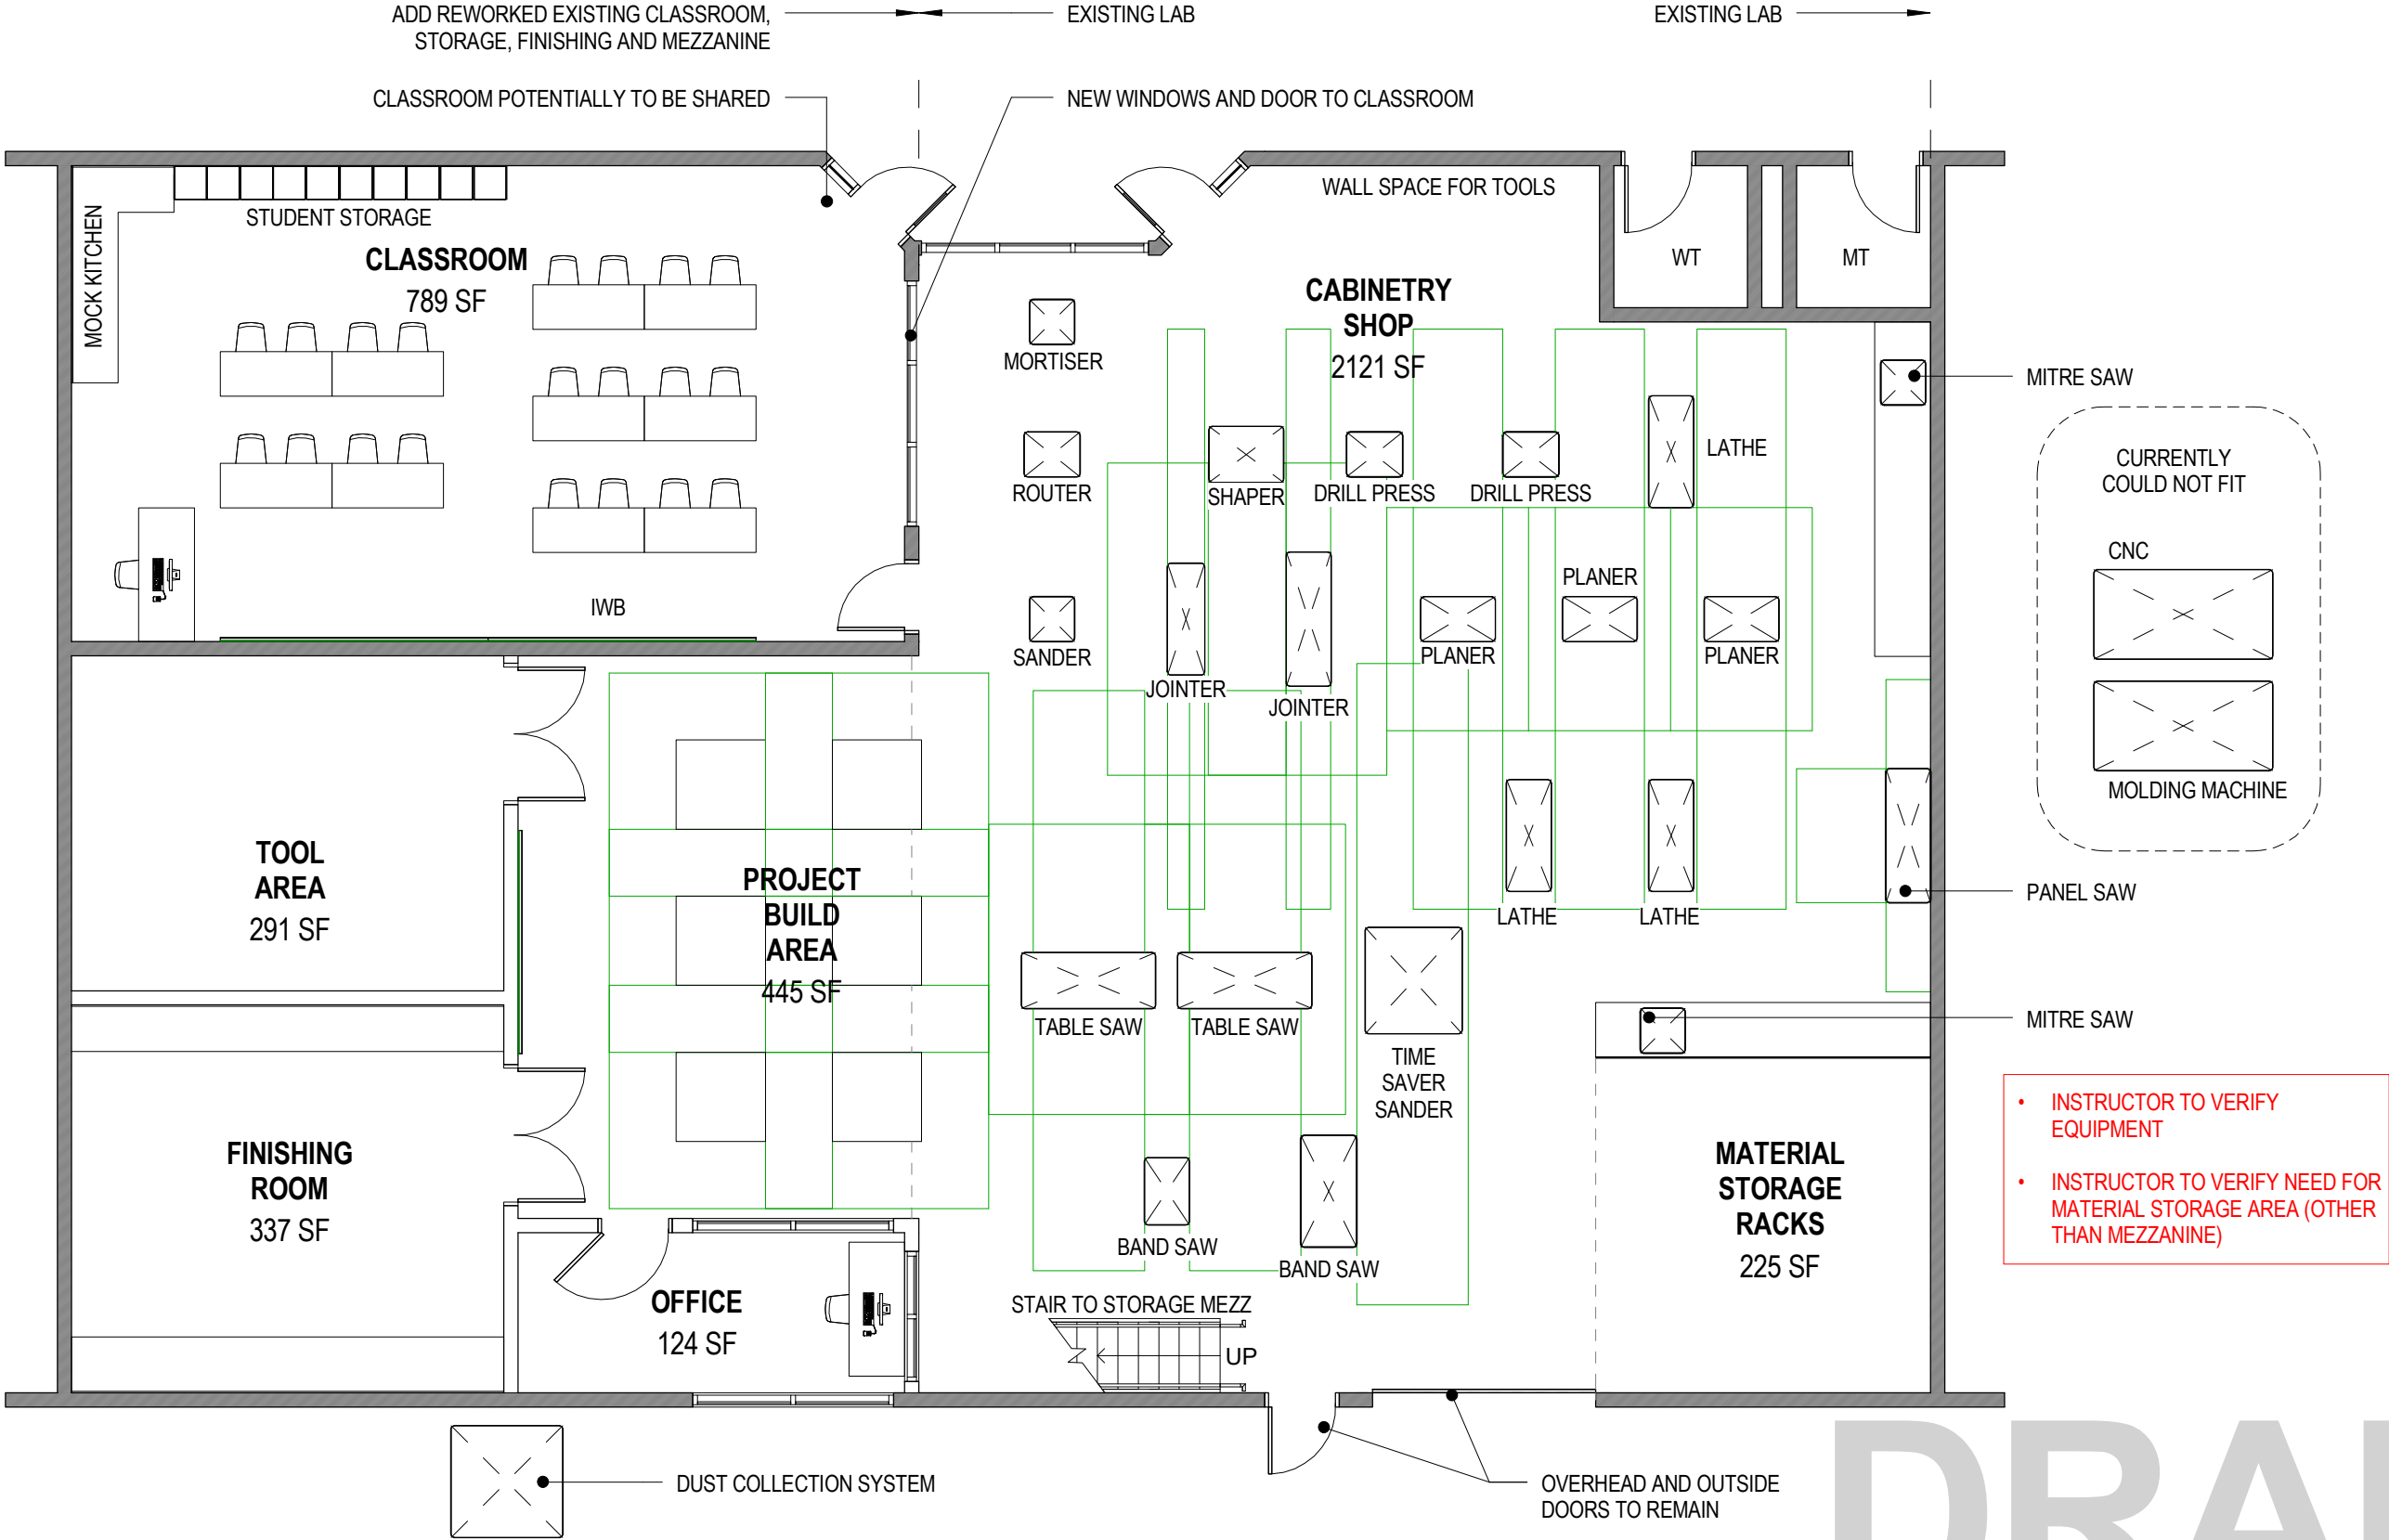 ADD REWORKED EXISTING CLASSROOM,
STORAGE, FINISHING AND MEZZANINE
EXISTING LAB
EXISTING LAB
CLASSROOM POTENTIALLY TO BE SHARED
NEW WINDOWS AND DOOR TO CLASSROOM
WALL SPACE FOR TOOLS
STUDENT STORAGE
MOCK KITCHEN
CLASSROOM
789 SF
WT
MT
CABINETRY
SHOP
2121 SF
MORTISER
MITRE SAW
ROUTER
SHAPER
DRILL PRESS
DRILL PRESS
LATHE
CURRENTLY
COULD NOT FIT
CNC
MOLDING MACHINE
IWB
SANDER
JOINTER
JOINTER
PLANER
PLANER
PLANER
TOOL
AREA
291 SF
PROJECT
BUILD
AREA
445 SF
LATHE
LATHE
PANEL SAW
TABLE SAW
TABLE SAW
TIME
SAVER
SANDER
MITRE SAW
FINISHING
ROOM
337 SF
BAND SAW
BAND SAW
MATERIAL
STORAGE
RACKS
225 SF
• INSTRUCTOR TO VERIFY
EQUIPMENT
• INSTRUCTOR TO VERIFY NEED FOR
MATERIAL STORAGE AREA (OTHER
THAN MEZZANINE)
OFFICE
124 SF
STAIR TO STORAGE MEZZ
UP
DUST COLLECTION SYSTEM
OVERHEAD AND OUTSIDE
DOORS TO REMAIN